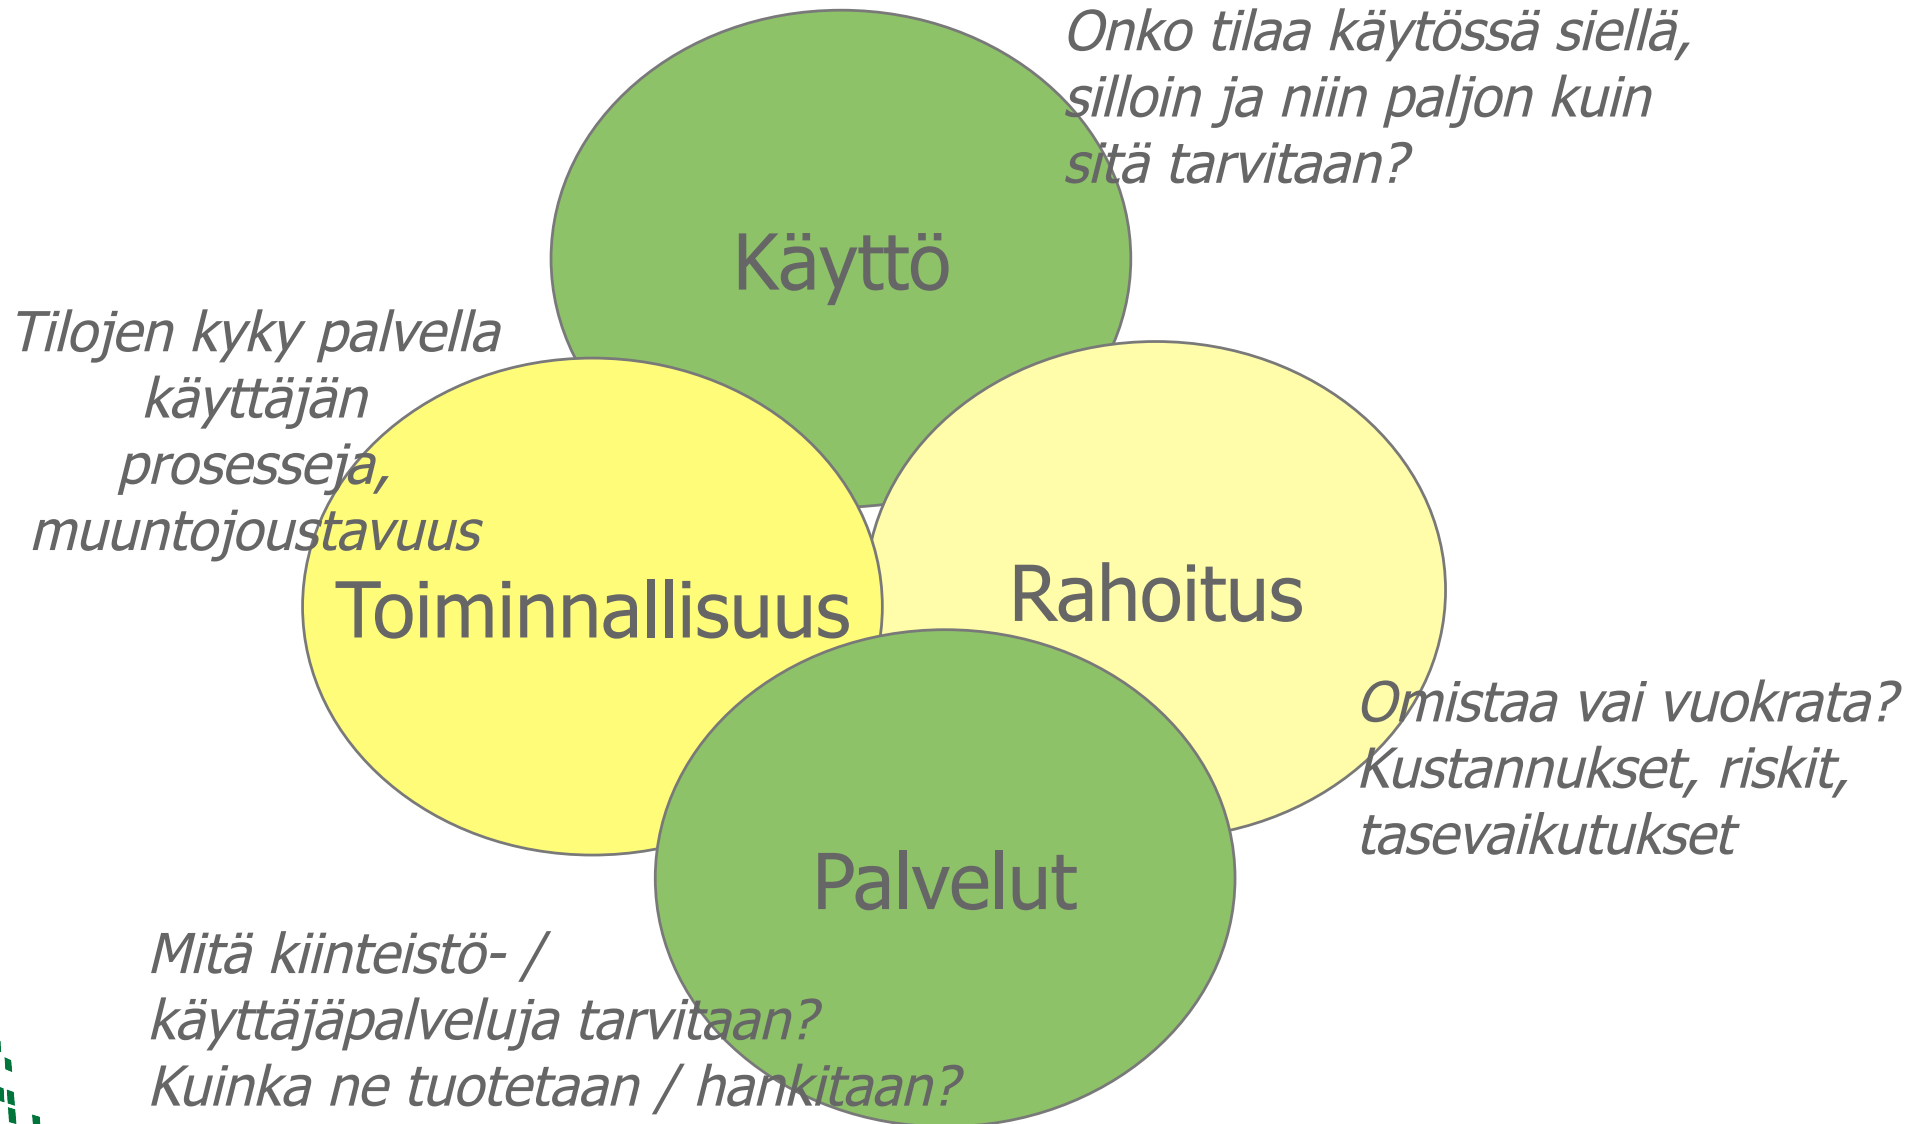 Onko tilaa käytössä siellä,
silloin ja niin paljon kuin
sitä tarvitaan?
Käyttö
Tilojen kyky palvella
käyttäjän
prosesseja,
muuntojoustavuus
Toiminnallisuus
Rahoitus
Omistaa vai vuokrata?
Kustannukset, riskit,
tasevaikutukset
Palvelut
Mitä kiinteistö- /
käyttäjäpalveluja tarvitaan?
Kuinka ne tuotetaan / hankitaan?